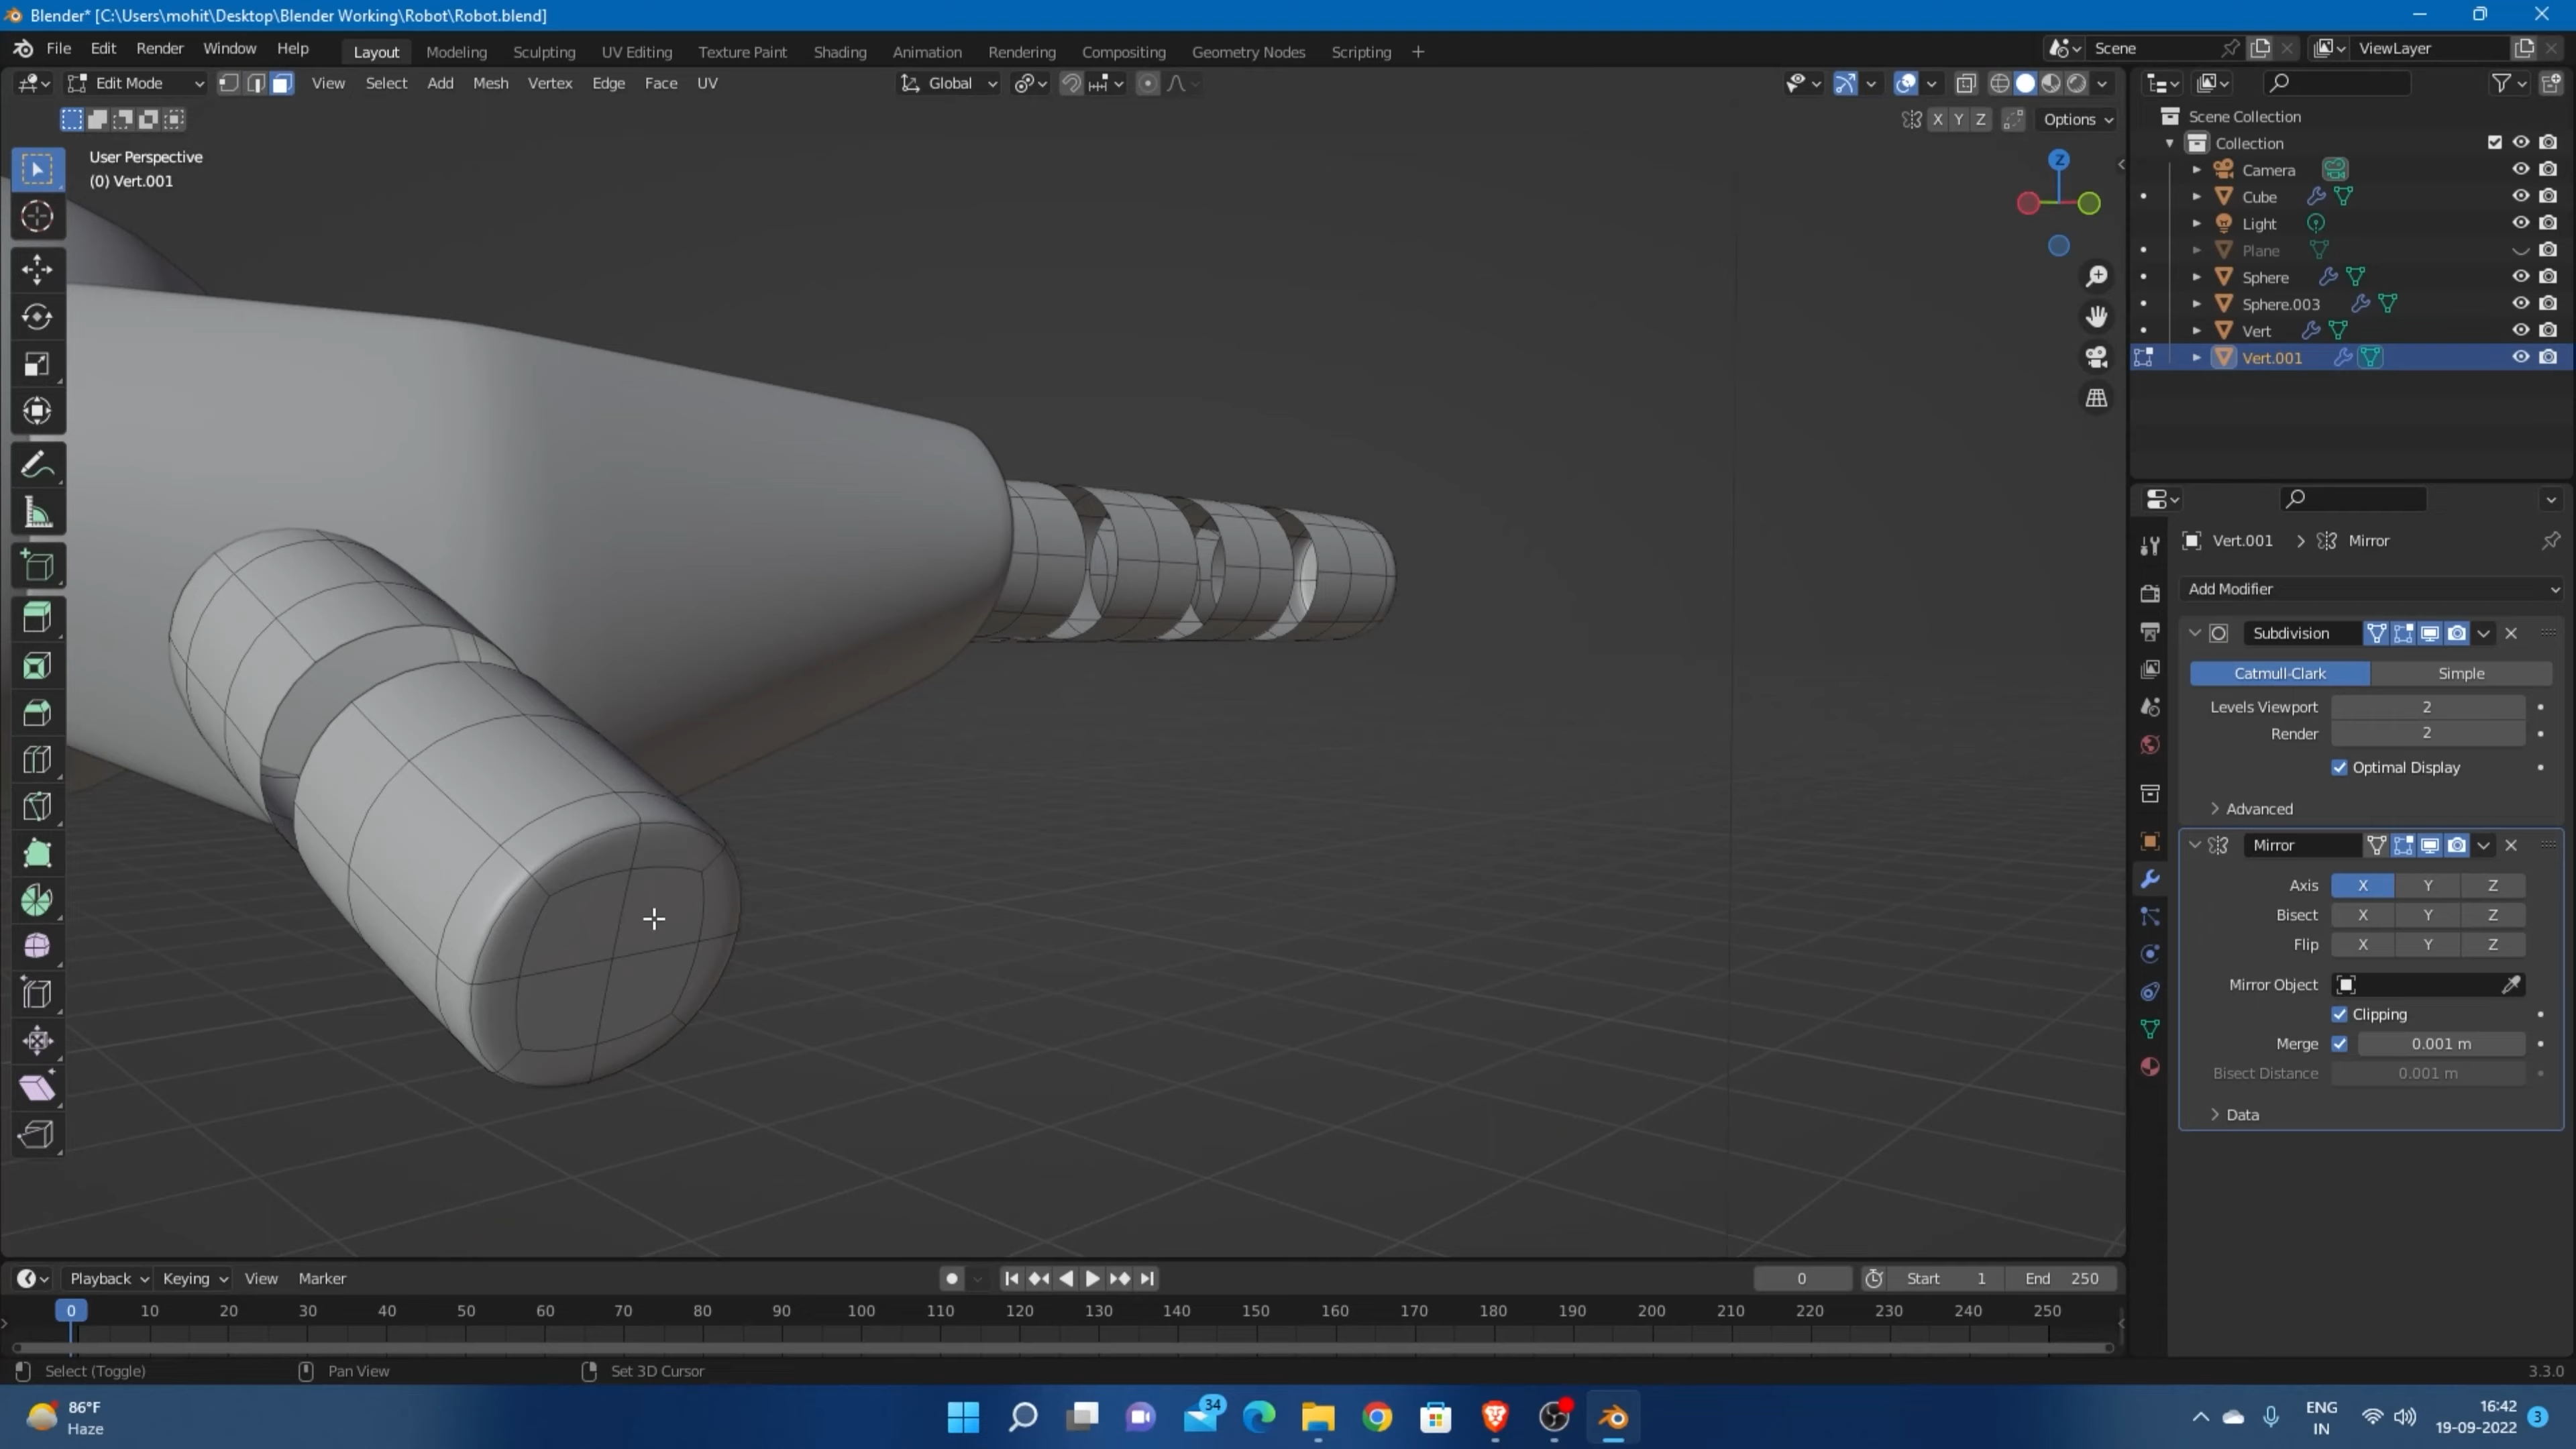 Blender* [C:\Users\mohit\Desktop\Blender Working\Robot\Robot.blend]
File Edit Render Window Help Layout Modeling Sculpting UV Editing Texture Paint Shading Animation Rendering Compositing Geometry Nodes Scripting + Scene ViewLayer
Edit Mode View Select Add Mesh Vertex Edge Face UV Global
X Y Z Options
User Perspective
(0) Vert.001
Z
Scene Collection
Collection
Camera
Cube
Light
Plane
Sphere
Sphere.003
Vert
Vert.001
Vert.001 > Mirror
Add Modifier
Subdivision
Catmull-Clark Simple
Levels Viewport 2
Render 2
Optimal Display
Advanced
Mirror
Axis X Y Z
Bisect X Y Z
Flip X Y Z
Mirror Object
Clipping
Merge 0.001 m
Bisect Distance 0.001 m
Data
Playback Keying View Marker 0 Start 1 End 250
0 10 20 30 40 50 60 70 80 90 100 110 120 130 140 150 160 170 180 190 200 210 220 230 240 250
Select (Toggle) Pan View Set 3D Cursor 3.3.0
86°F
Haze
34
ENG
IN
16:42
19-09-2022
3